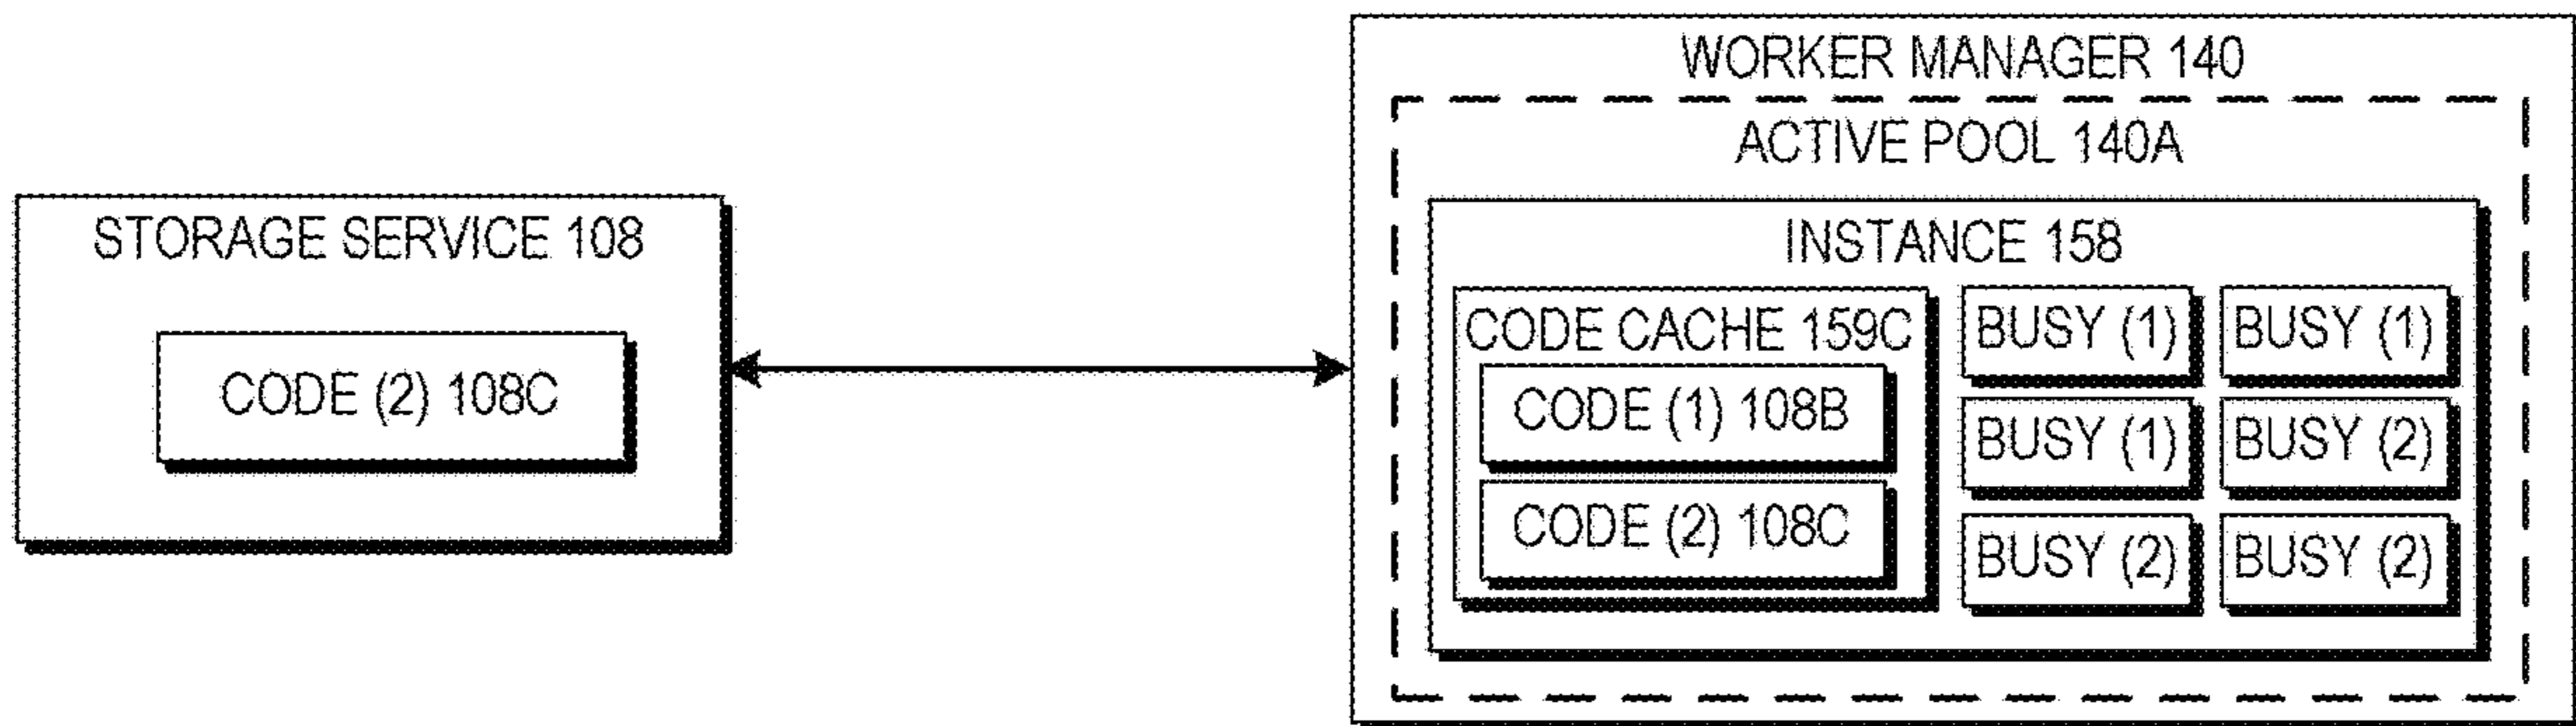 STORAGE SERVICE 108
CODE (2) 108C
WORKER MANAGER 140
ACTIVE POOL 140A
INSTANCE 158
CODE CACHE 159C
CODE (1) 108B
CODE (2) 108C
BUSY (1) BUSY (1)
BUSY (1) BUSY (2)
BUSY (2) BUSY (2)